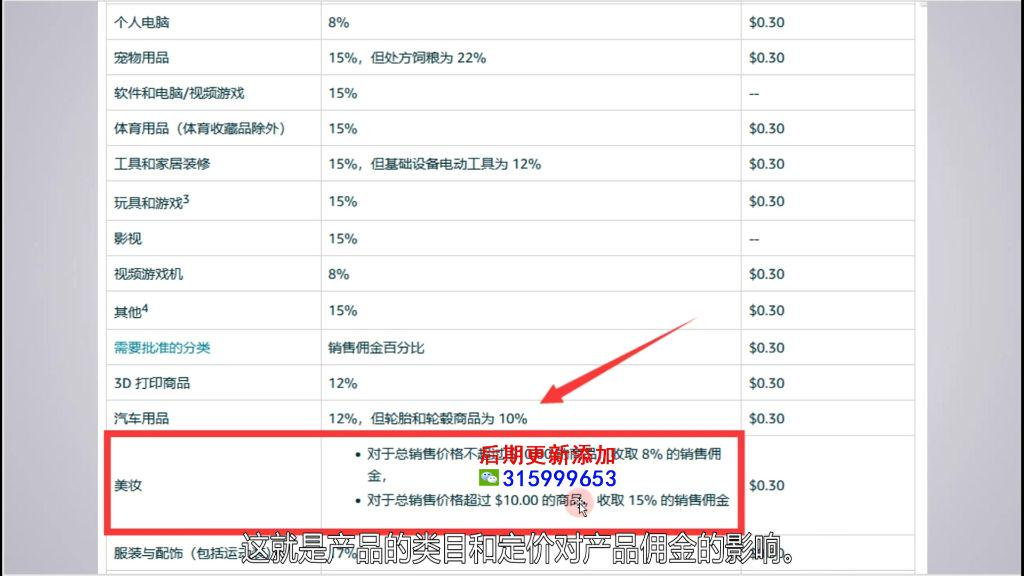 个人电脑 8% $0.30
宠物用品 15%，但处方饲粮为 22% $0.30
软件和电脑/视频游戏 15% --
体育用品（体育收藏品除外） 15% $0.30
工具和家居装修 15%，但基础设备电动工具为 12% $0.30
玩具和游戏3 15% $0.30
影视 15% --
视频游戏机 8% $0.30
其他4 15% $0.30
需要批准的分类 销售佣金百分比 $0.30
3D 打印商品 12% $0.30
汽车用品 12%，但轮胎和轮毂商品为 10% $0.30
美妆 $0.30
• 对于总销售价格不 收取 8% 的销售佣
金，
• 对于总销售价格超过 $10.00 的商品，收取 15% 的销售佣金
后期更新添加
315999653
服装与配饰（包括运
这就是产品的类目和定价对产品佣金的影响。